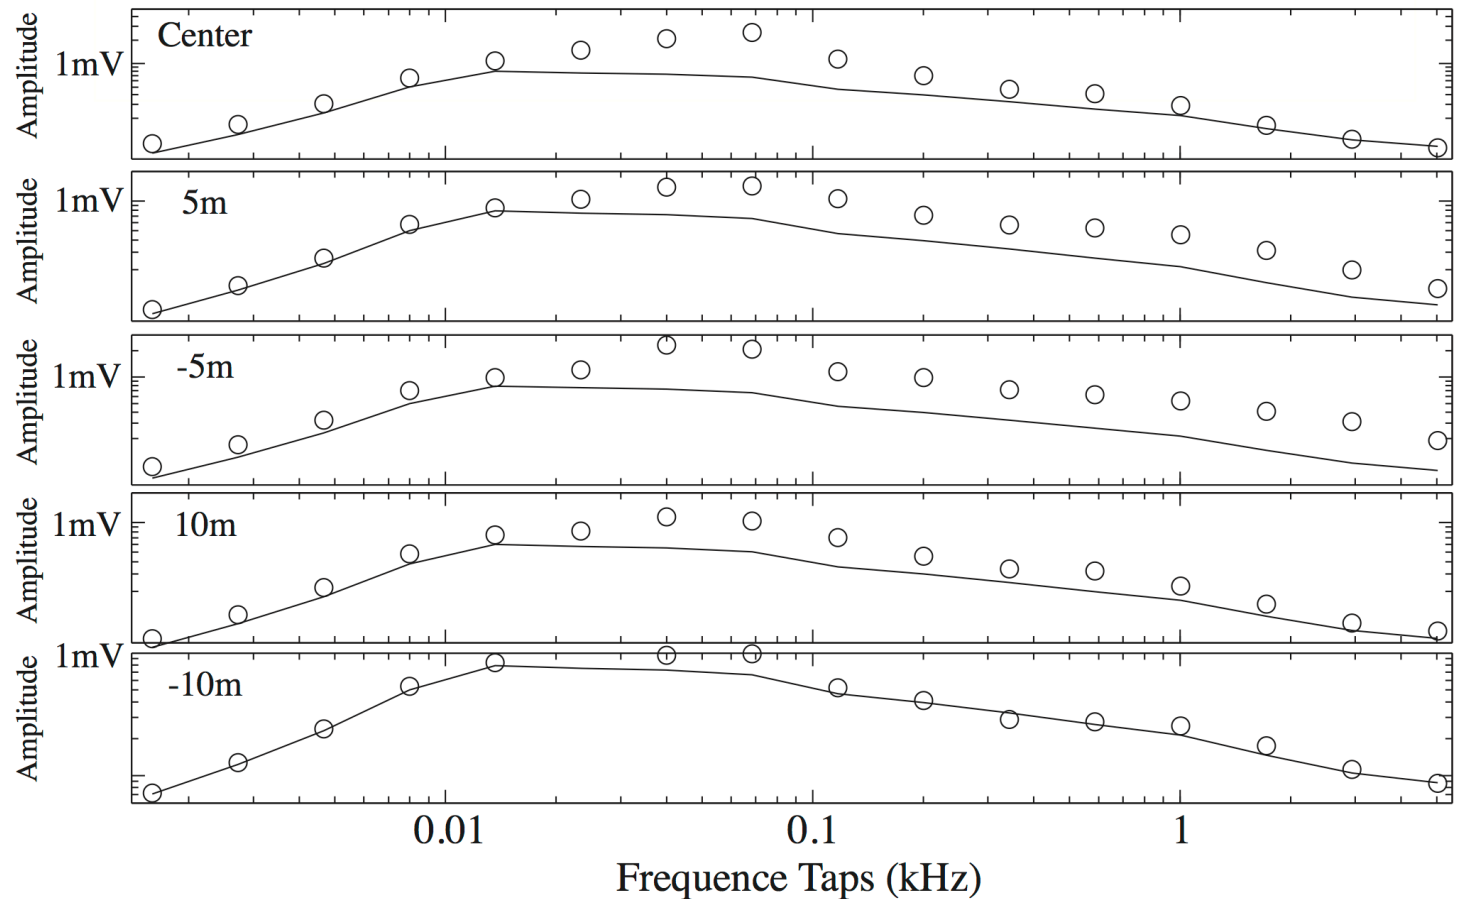 Amplitude
1mV
Center
Amplitude
1mV
5m
Amplitude
1mV
-5m
Amplitude
1mV
10m
Amplitude
1mV
-10m
0.01 0.1 1
Frequence Taps (kHz)